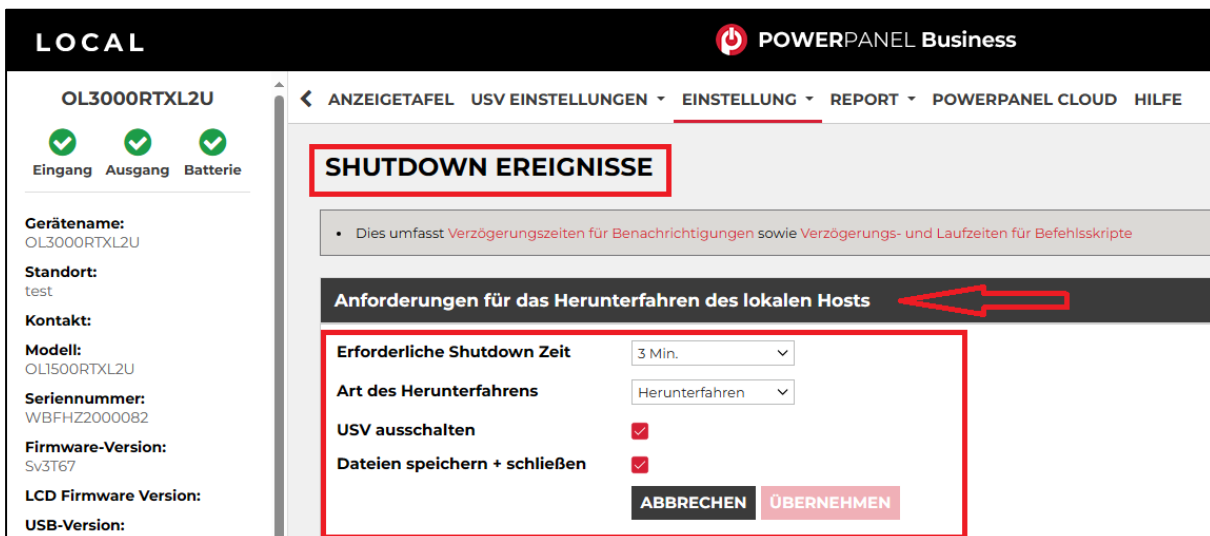 LOCAL
POWERPANEL Business
OL3000RTXL2U
Eingang Ausgang Batterie
Gerätename:
OL3000RTXL2U
Standort:
test
Kontakt:
Modell:
OL1500RTXL2U
Seriennummer:
WBFHZ2000082
Firmware-Version:
Sv3T67
LCD Firmware Version:
USB-Version:
ANZEIGETAFEL USV EINSTELLUNGEN EINSTELLUNG REPORT POWERPANEL CLOUD HILFE
SHUTDOWN EREIGNISSE
• Dies umfasst Verzögerungszeiten für Benachrichtigungen sowie Verzögerungs- und Laufzeiten für Befehlsskripte
Anforderungen für das Herunterfahren des lokalen Hosts
Erforderliche Shutdown Zeit 3 Min.
Art des Herunterfahrens Herunterfahren
USV ausschalten
Dateien speichern + schließen
ABBRECHEN ÜBERNEHMEN